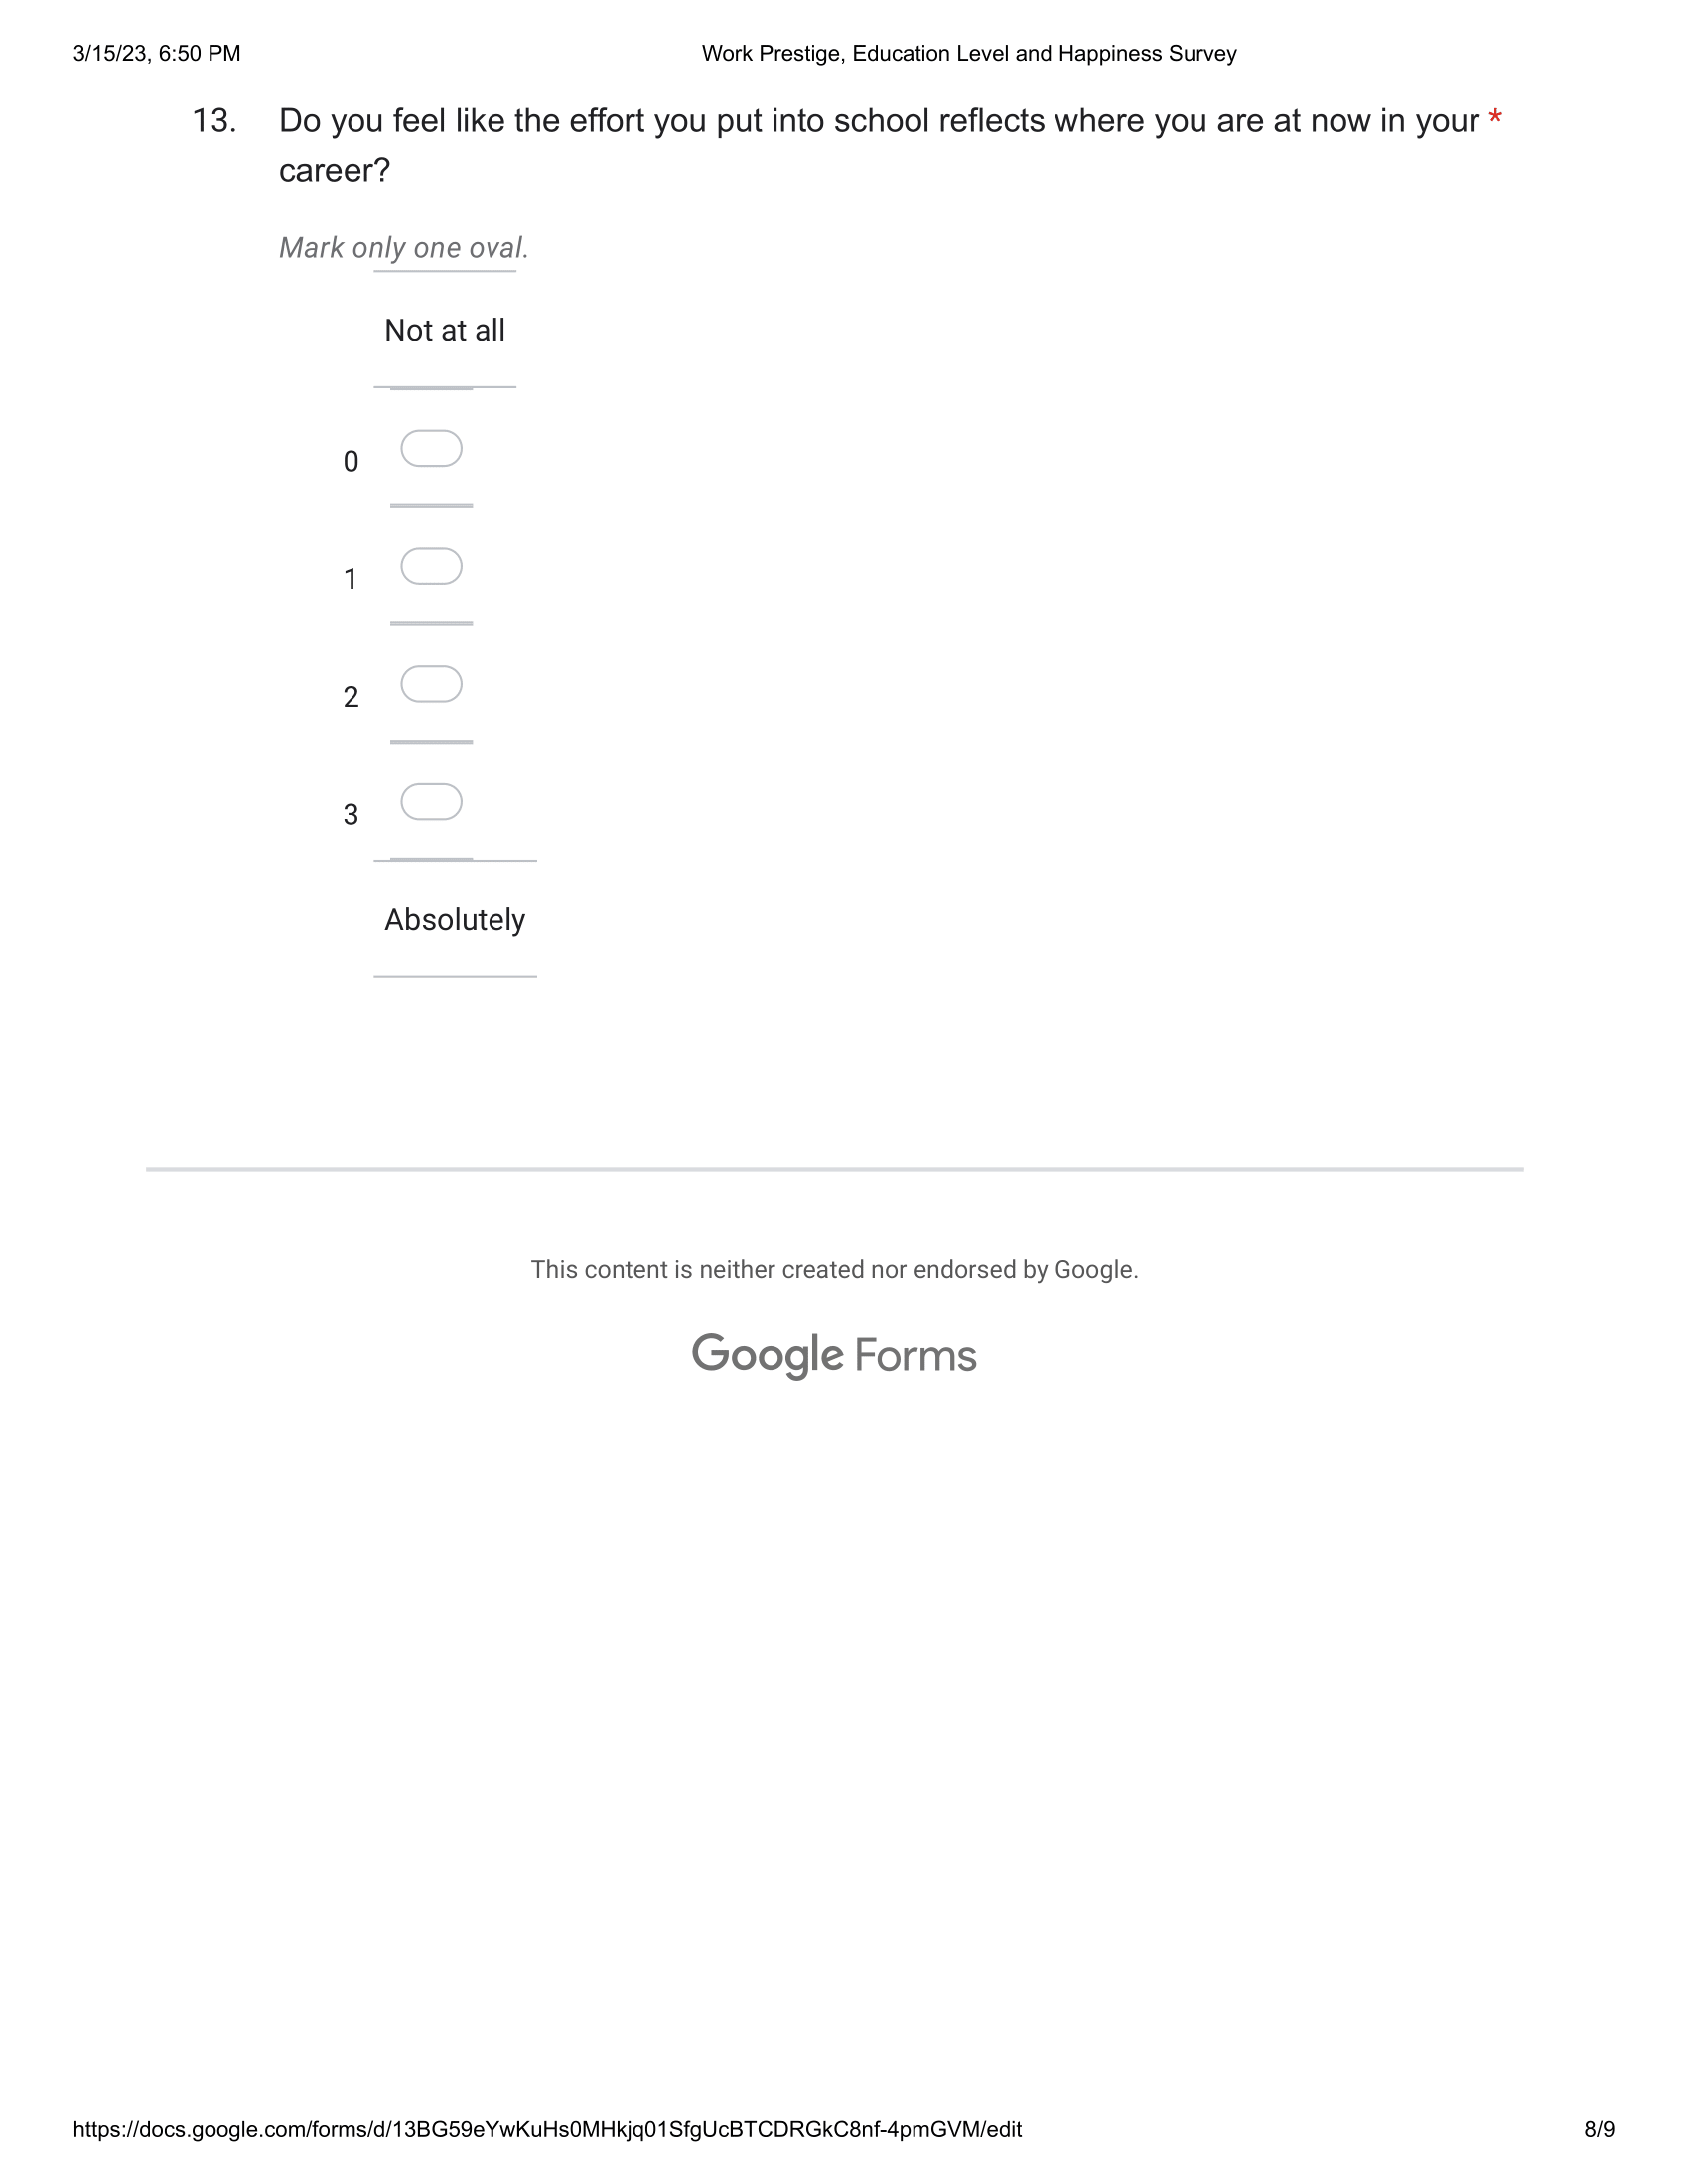 3/15/23, 6:50 PM Work Prestige, Education Level and Happiness Survey
13. Do you feel like the effort you put into school reflects where you are at now in your *
career?
Mark only one oval.
Not at all
0
1
2
3
Absolutely
This content is neither created nor endorsed by Google.
Google Forms
https://docs.google.com/forms/d/13BG59eYwKuHs0MHkjq01SfgUcBTCDRGkC8nf-4pmGVM/edit 8/9